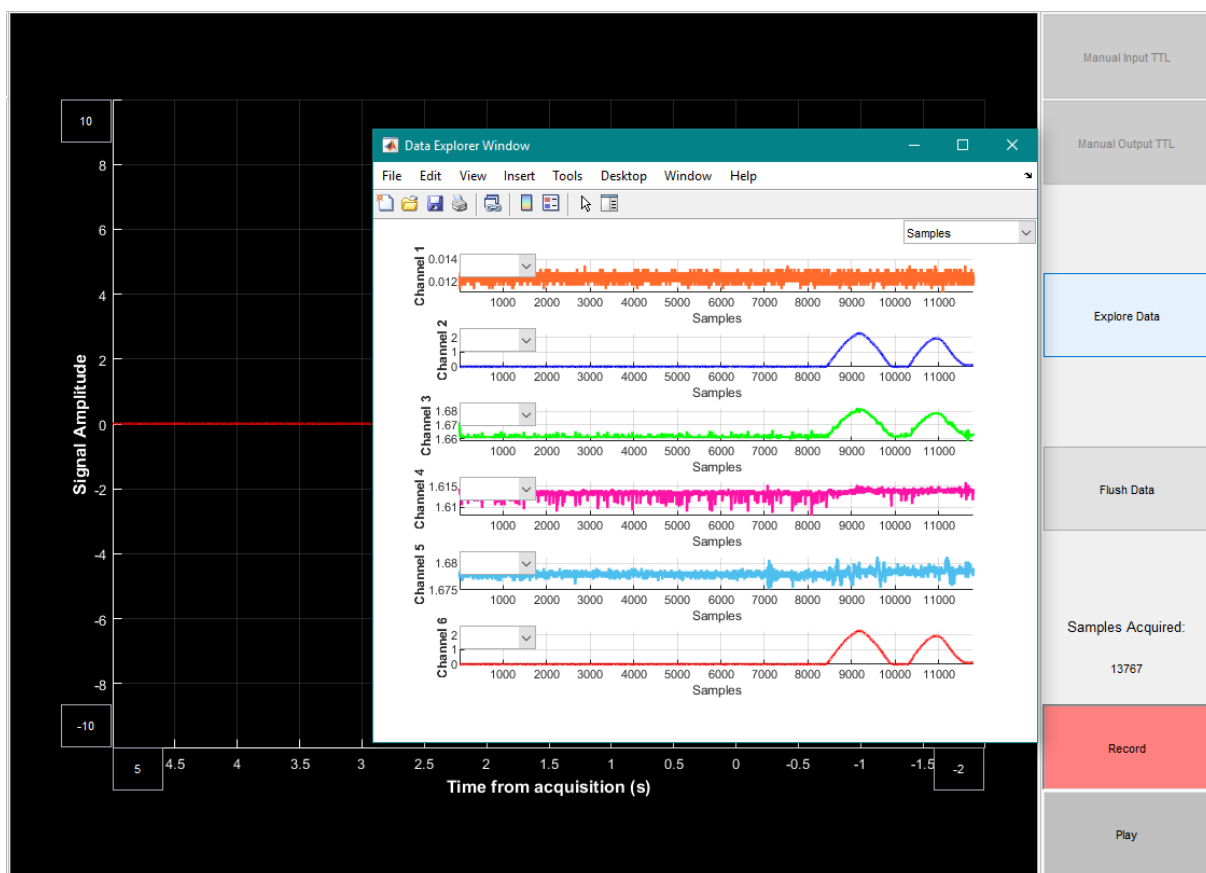 Data Explorer Window
File Edit View Insert Tools Desktop Window Help
Samples
Channel 1
0.014
0.012
1000 2000 3000 4000 5000 6000 7000 8000 9000 10000 11000
Samples
Channel 2
2
1
0
1000 2000 3000 4000 5000 6000 7000 8000 9000 10000 11000
Samples
Channel 3
1.68
1.67
1.66
1000 2000 3000 4000 5000 6000 7000 8000 9000 10000 11000
Samples
Channel 4
1.615
1.61
1000 2000 3000 4000 5000 6000 7000 8000 9000 10000 11000
Samples
Channel 5
1.68
1.675
1000 2000 3000 4000 5000 6000 7000 8000 9000 10000 11000
Samples
Channel 6
2
1
0
1000 2000 3000 4000 5000 6000 7000 8000 9000 10000 11000
Samples
Signal Amplitude
10
8
6
4
2
0
-2
-4
-6
-8
-10
5 4.5 4 3.5 3 2.5 2 1.5 1 0.5 0 -0.5 -1 -1.5 -2
Time from acquisition (s)
Manual Input TTL
Manual Output TTL
Explore Data
Flush Data
Samples Acquired:
13767
Record
Play